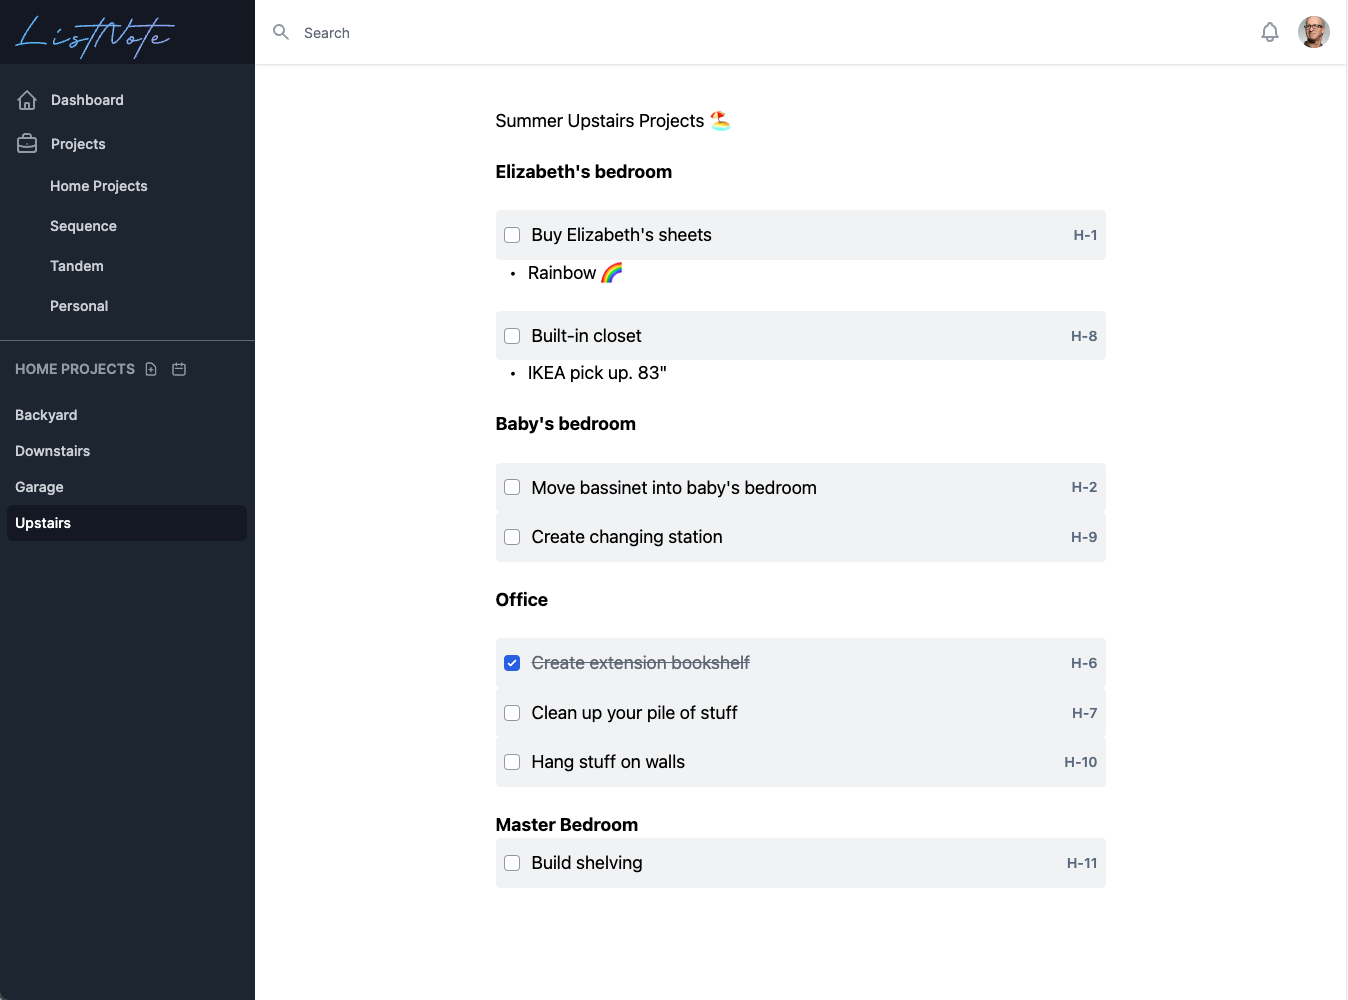 ListNote
Search
Dashboard
Projects
Home Projects
Sequence
Tandem
Personal
HOME PROJECTS
Backyard
Downstairs
Garage
Upstairs
Summer Upstairs Projects 🏖️
Elizabeth's bedroom
Buy Elizabeth's sheets H-1
• Rainbow 🌈
Built-in closet H-8
• IKEA pick up. 83"
Baby's bedroom
Move bassinet into baby's bedroom H-2
Create changing station H-9
Office
Create extension bookshelf H-6
Clean up your pile of stuff H-7
Hang stuff on walls H-10
Master Bedroom
Build shelving H-11